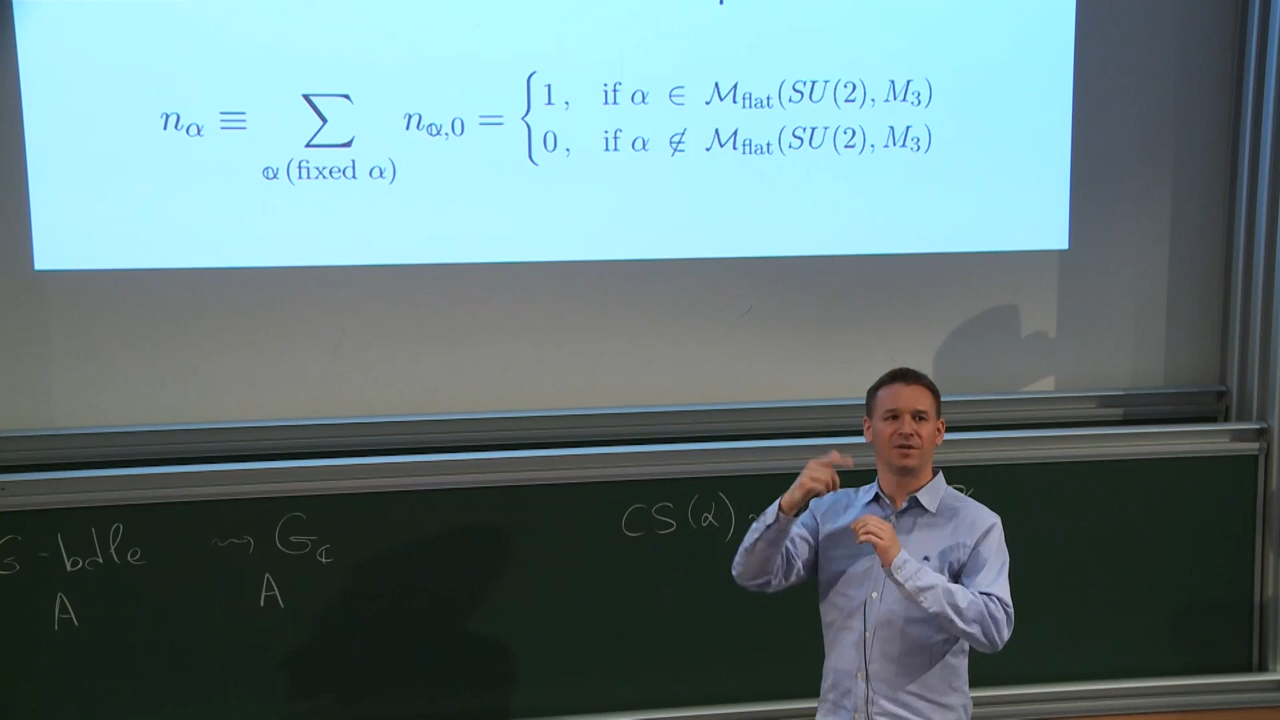 n_α ≡ ∑_{𝕒 (fixed α)} n_{𝕒,0} = { 1, if α ∈ M_flat(SU(2), M_3)
0, if α ∉ M_flat(SU(2), M_3)
-bdle ⇝ G_ℂ
A A
CS(α)